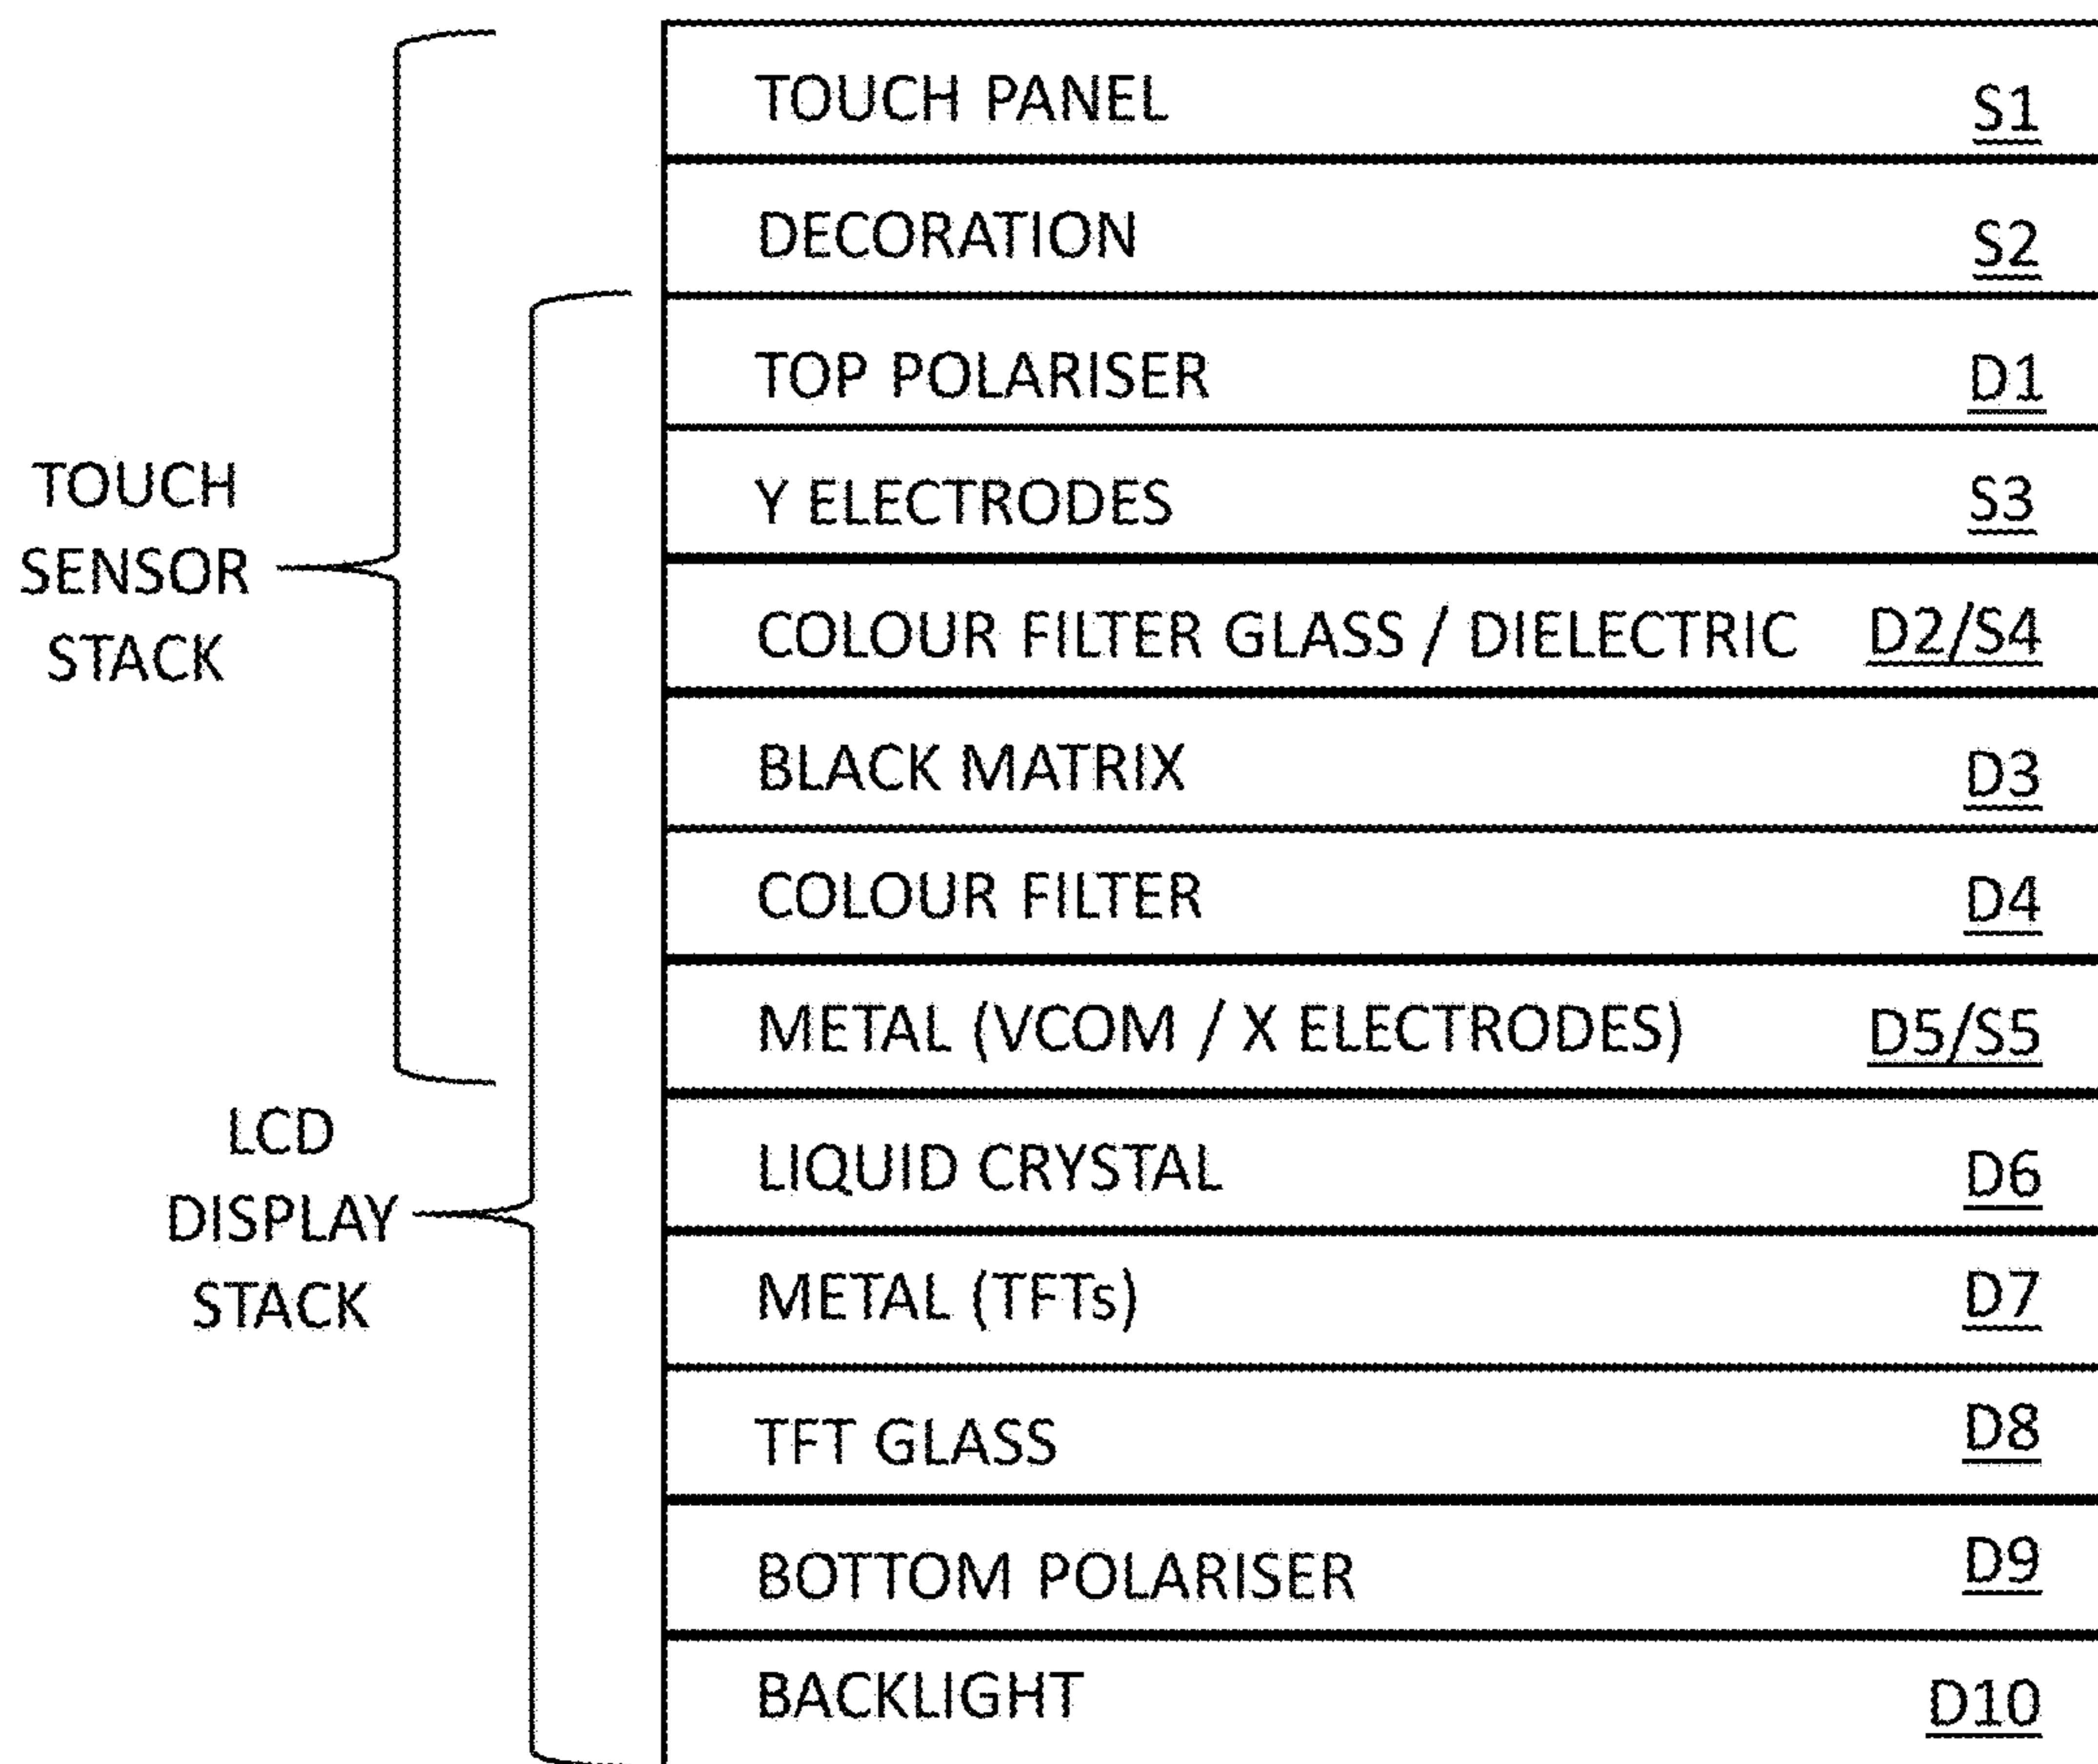 TOUCH PANEL S1
DECORATION S2
TOP POLARISER D1
Y ELECTRODES S3
COLOUR FILTER GLASS / DIELECTRIC D2/S4
BLACK MATRIX D3
COLOUR FILTER D4
METAL (VCOM / X ELECTRODES) D5/S5
LIQUID CRYSTAL D6
METAL (TFTs) D7
TFT GLASS D8
BOTTOM POLARISER D9
BACKLIGHT D10
TOUCH
SENSOR
STACK
LCD
DISPLAY
STACK